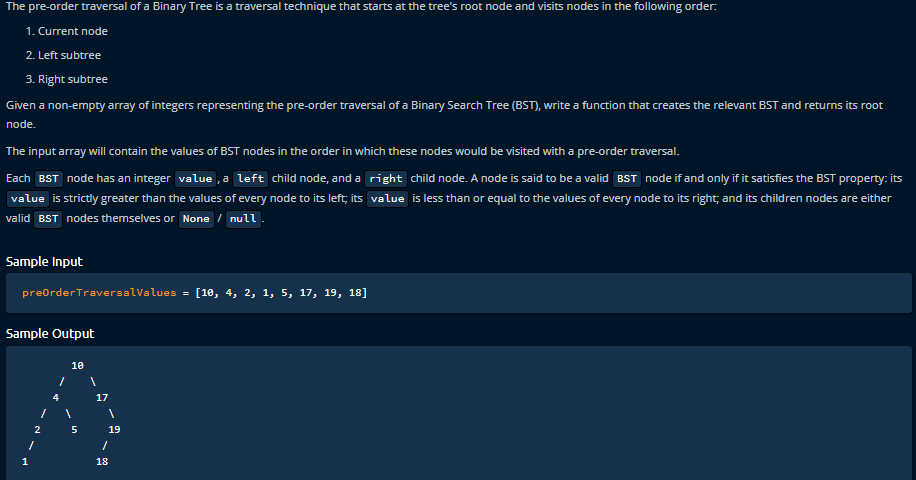 The pre-order traversal of a Binary Tree is a traversal technique that starts at the tree's root node and visits nodes in the following order:
1. Current node
2. Left subtree
3. Right subtree
Given a non-empty array of integers representing the pre-order traversal of a Binary Search Tree (BST), write a function that creates the relevant BST and returns its root
node.
The input array will contain the values of BST nodes in the order in which these nodes would be visited with a pre-order traversal.
Each BST node has an integer value , a left child node, and a right child node. A node is said to be a valid BST node if and only if it satisfies the BST property: its
value is strictly greater than the values of every node to its left; its value is less than or equal to the values of every node to its right; and its children nodes are either
valid BST nodes themselves or None / null .
Sample Input
preOrderTraversalValues = [10, 4, 2, 1, 5, 17, 19, 18]
Sample Output
10
/ \
4 17
/ \ \
2 5 19
/ /
1 18